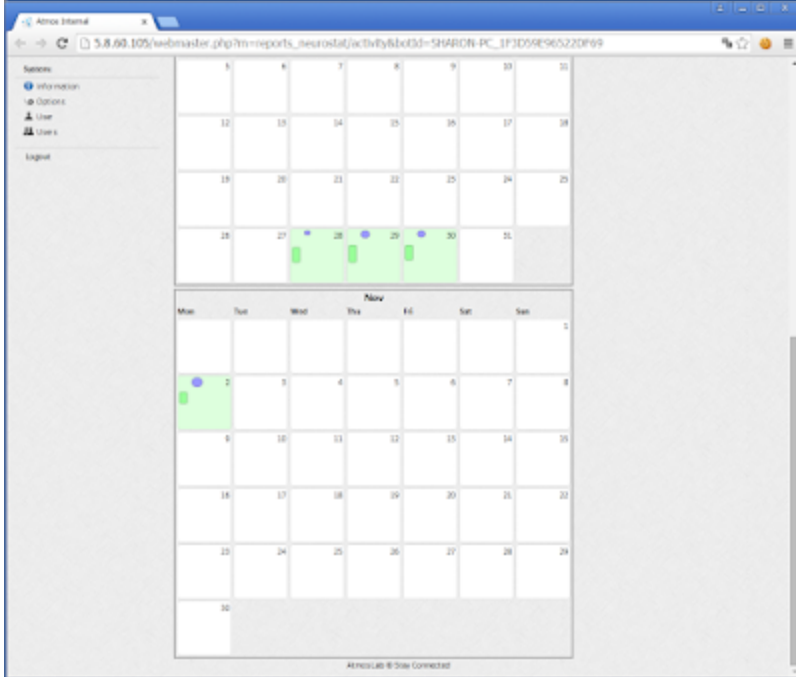 Atmos Internal
5.8.60.105/webmaster.php?m=reports_neurostat/activity&botId=SHARON-PC_1F3D59E96522DF69
System:
Information
Options
User
Users
Logout
5 6 7 8 9 10 11
12 13 14 15 16 17 18
19 20 21 22 23 24 25
26 27 28 29 30 31
Nov
Mon Tue Wed Thu Fri Sat Sun
1
2 3 4 5 6 7 8
9 10 11 12 13 14 15
16 17 18 19 20 21 22
23 24 25 26 27 28 29
30
AtmosLab © Stay Connected